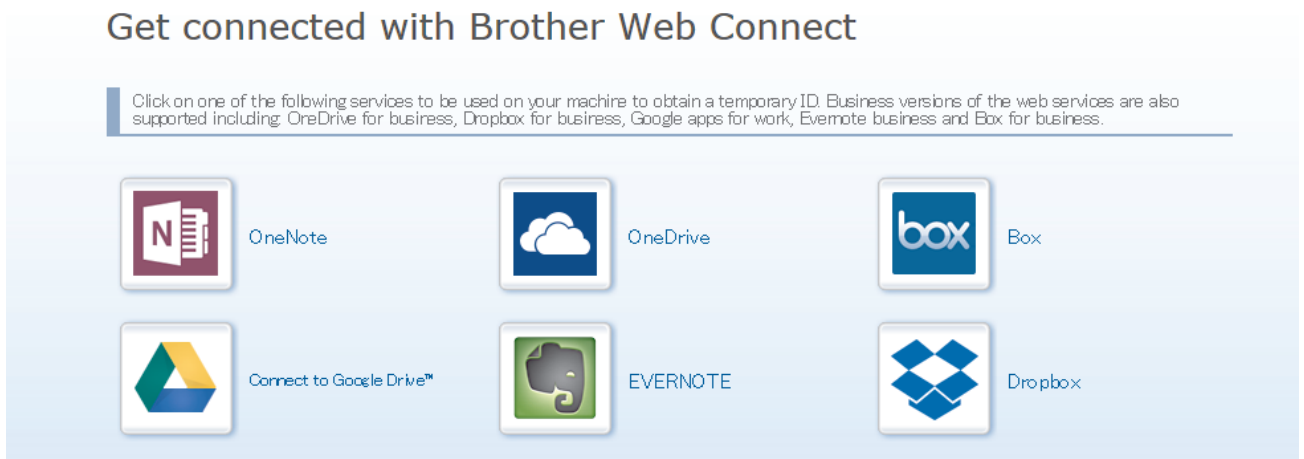 Get connected with Brother Web Connect
Click on one of the following services to be used on your machine to obtain a temporary ID. Business versions of the web services are also
supported including: OneDrive for business, Dropbox for business, Google apps for work, Evernote business and Box for business.
N
OneNote
OneDrive
box
Box
Connect to Google Drive™
EVERNOTE
Dropbox